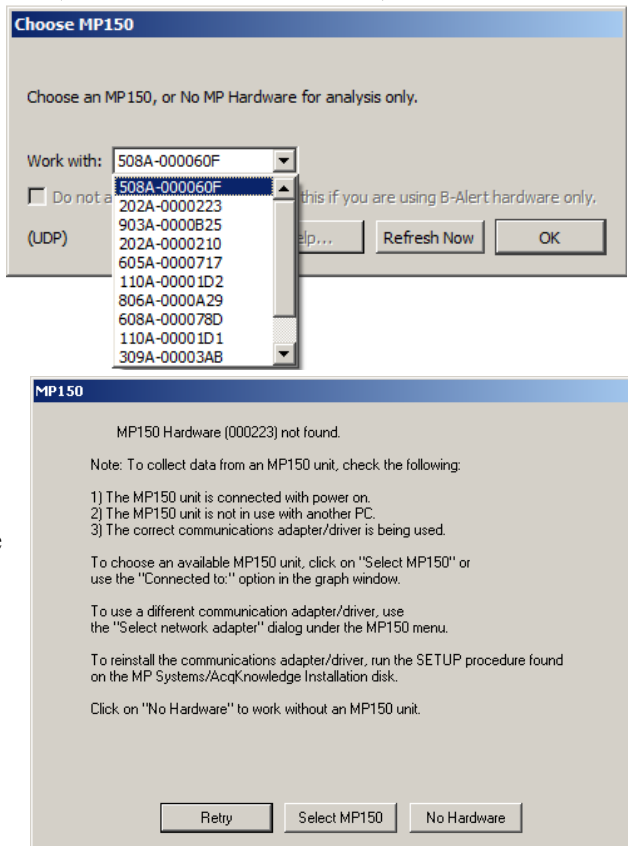 Choose MP150
Choose an MP150, or No MP Hardware for analysis only.
Work with: 508A-000060F
508A-000060F
Do not a this if you are using B-Alert hardware only.
202A-0000223
903A-0000B25
(UDP) elp... Refresh Now OK
202A-0000210
605A-0000717
110A-00001D2
806A-0000A29
608A-000078D
110A-00001D1
309A-00003AB
MP150
MP150 Hardware (000223) not found.
Note: To collect data from an MP150 unit, check the following:
1) The MP150 unit is connected with power on.
2) The MP150 unit is not in use with another PC.
3) The correct communications adapter/driver is being used.
To choose an available MP150 unit, click on "Select MP150" or
use the "Connected to:" option in the graph window.
To use a different communication adapter/driver, use
the "Select network adapter" dialog under the MP150 menu.
To reinstall the communications adapter/driver, run the SETUP procedure found
on the MP Systems/AcqKnowledge Installation disk.
Click on "No Hardware" to work without an MP150 unit.
Retry Select MP150 No Hardware